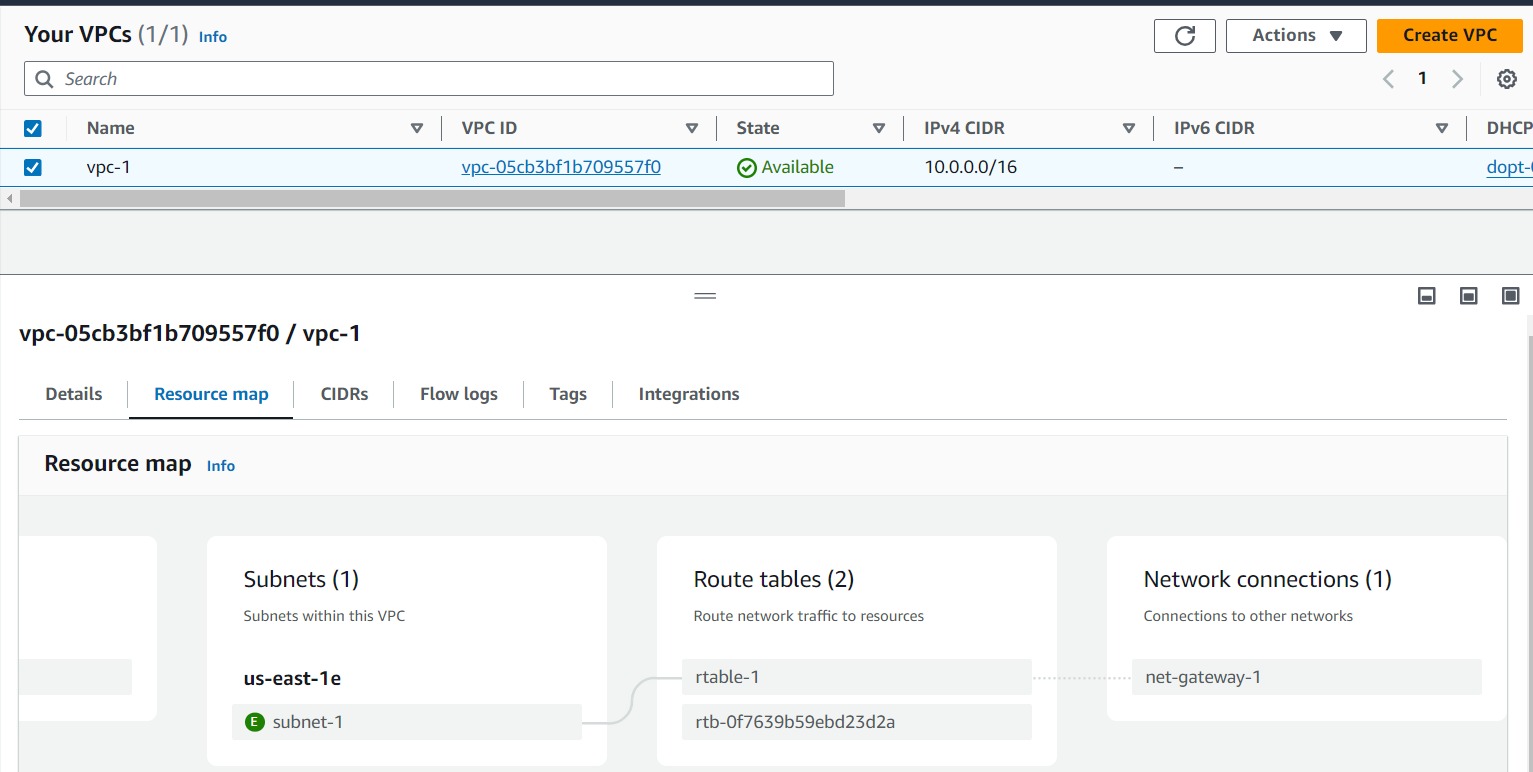 Your VPCs (1/1) Info
Actions
Create VPC
Search
1
Name VPC ID State IPv4 CIDR IPv6 CIDR DHCP
vpc-1 vpc-05cb3bf1b709557f0 Available 10.0.0.0/16 – dopt-
vpc-05cb3bf1b709557f0 / vpc-1
Details Resource map CIDRs Flow logs Tags Integrations
Resource map Info
Subnets (1) Route tables (2) Network connections (1)
Subnets within this VPC Route network traffic to resources Connections to other networks
us-east-1e rtable-1 net-gateway-1
E subnet-1 rtb-0f7639b59ebd23d2a